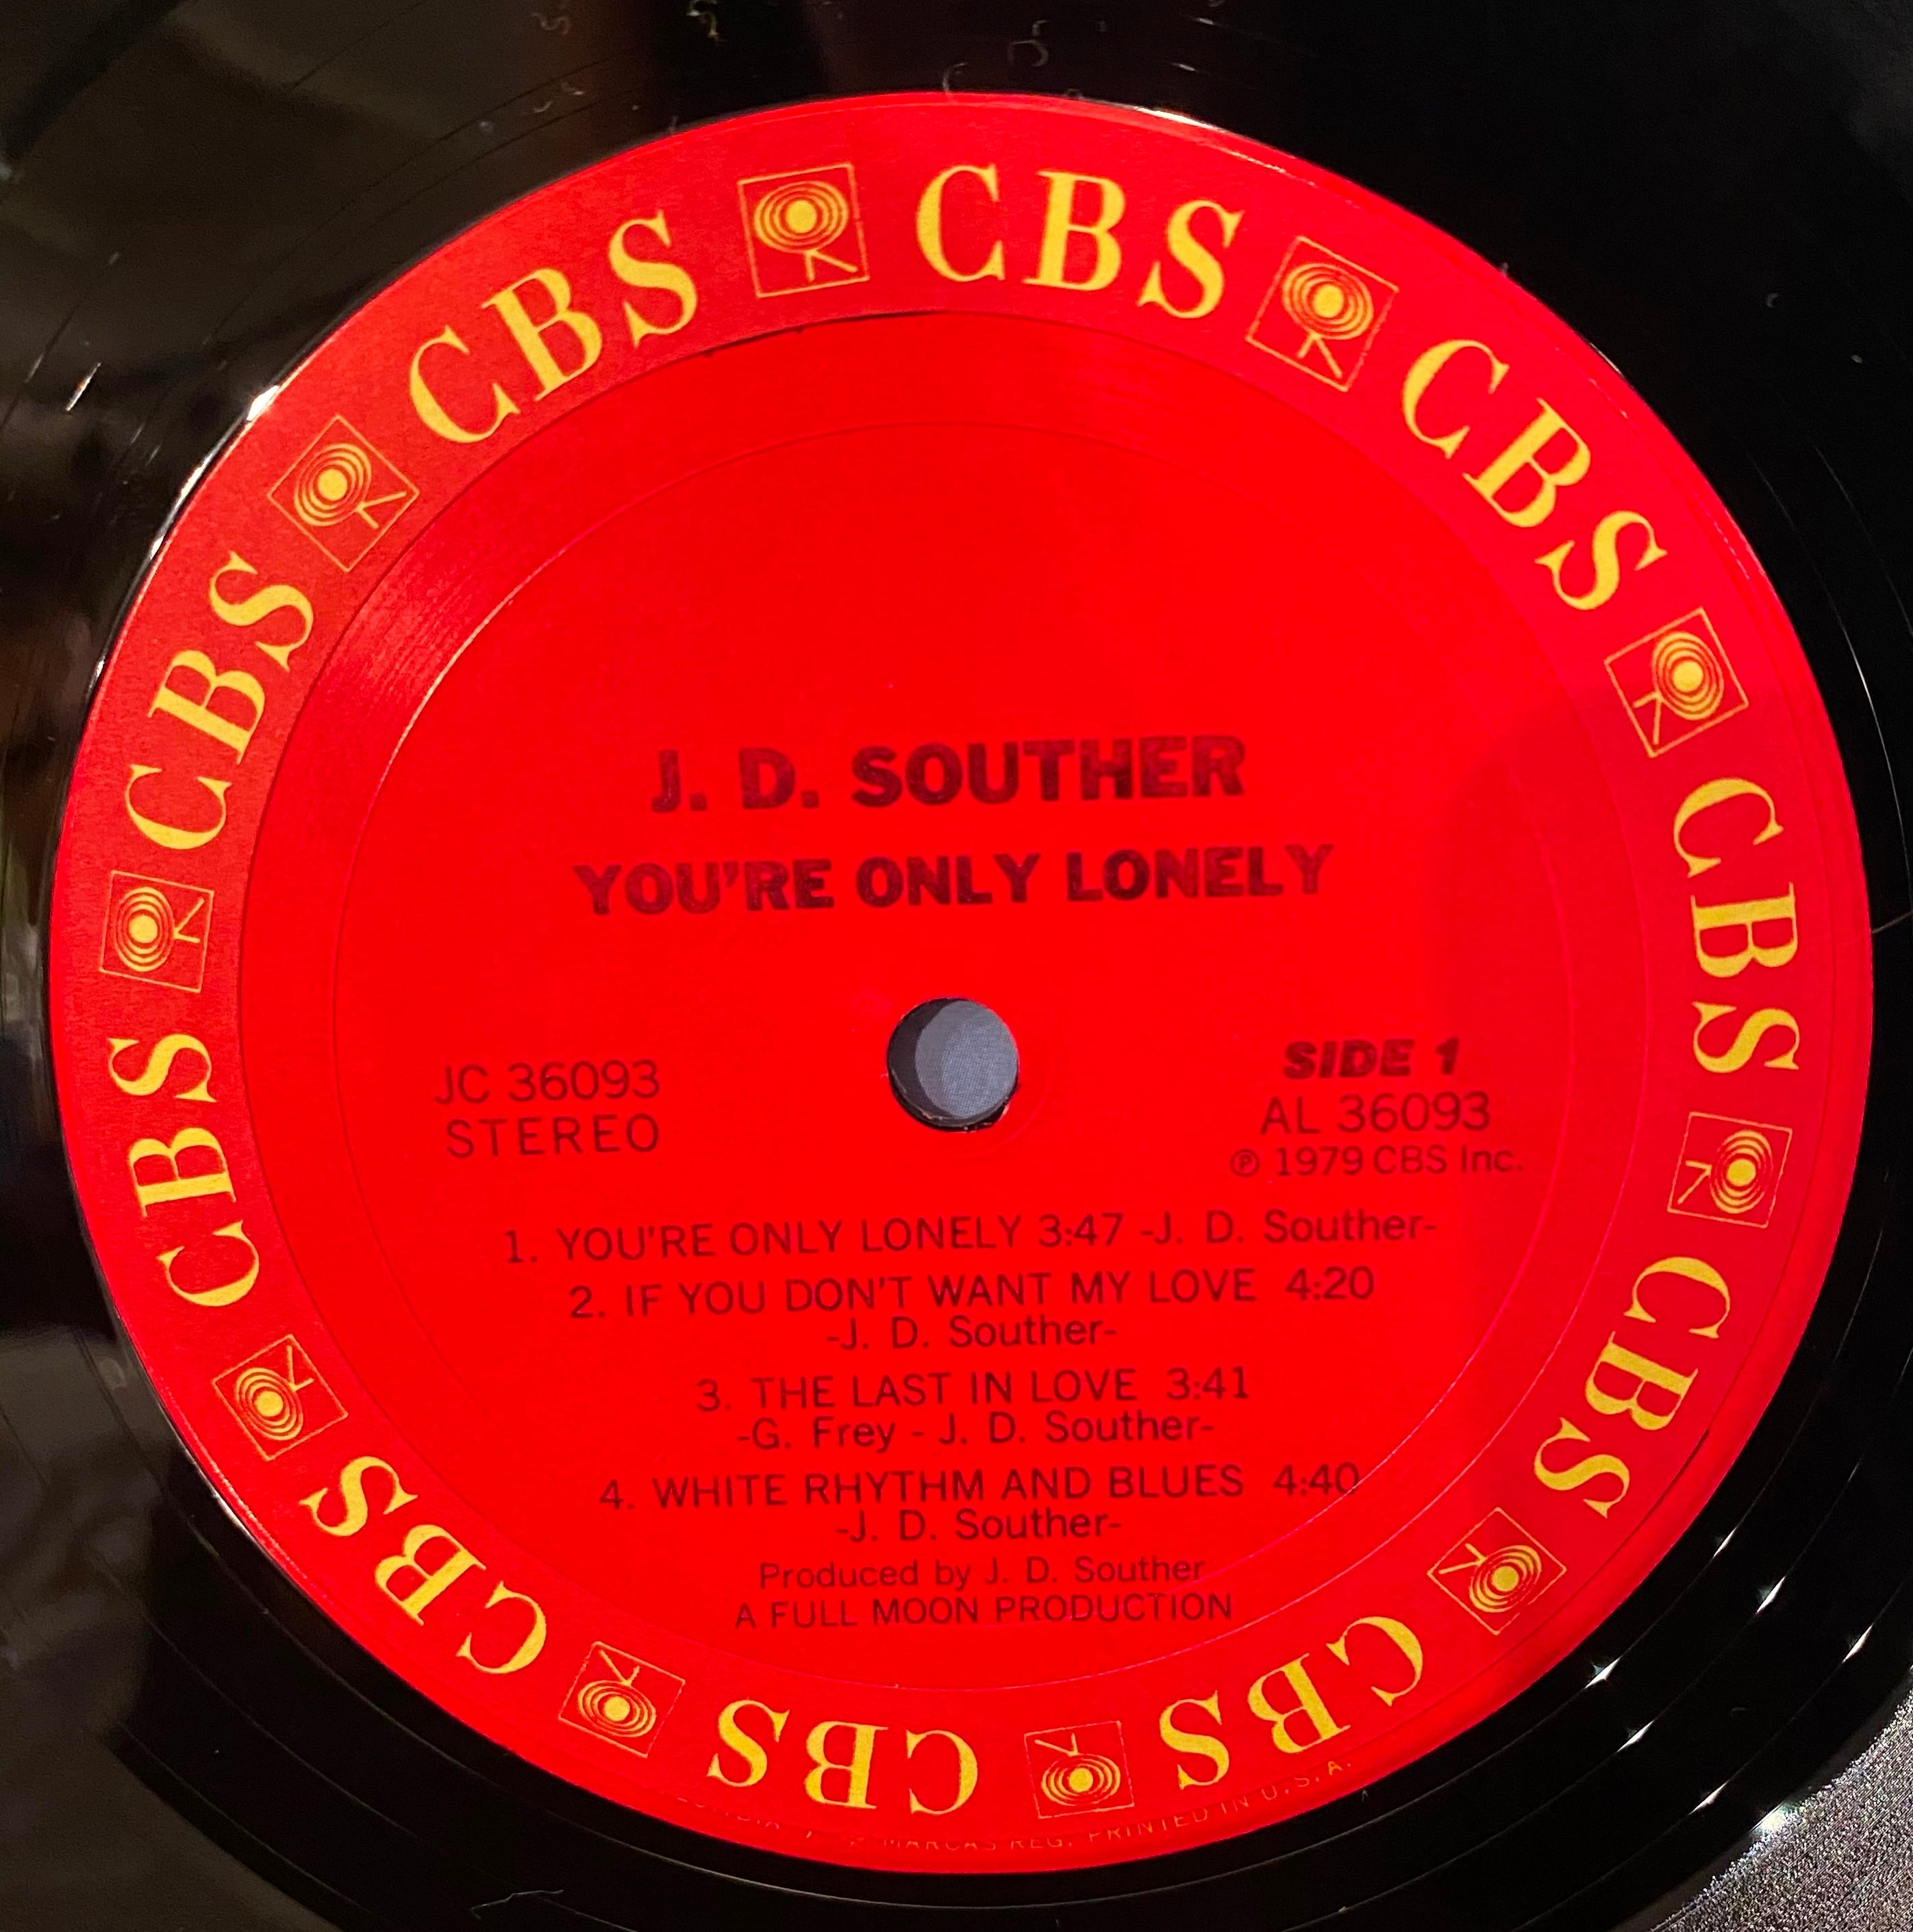 CBS CBS CBS CBS CBS CBS CBS CBS CBS CBS
J. D. SOUTHER
YOU'RE ONLY LONELY
JC 36093
STEREO
SIDE 1
AL 36093
℗ 1979 CBS Inc.
1. YOU'RE ONLY LONELY 3:47 -J. D. Souther-
2. IF YOU DON'T WANT MY LOVE 4:20
-J. D. Souther-
3. THE LAST IN LOVE 3:41
-G. Frey - J. D. Souther-
4. WHITE RHYTHM AND BLUES 4:40
-J. D. Souther-
Produced by J. D. Souther
A FULL MOON PRODUCTION
MARCAS REG. PRINTED IN U.S.A.